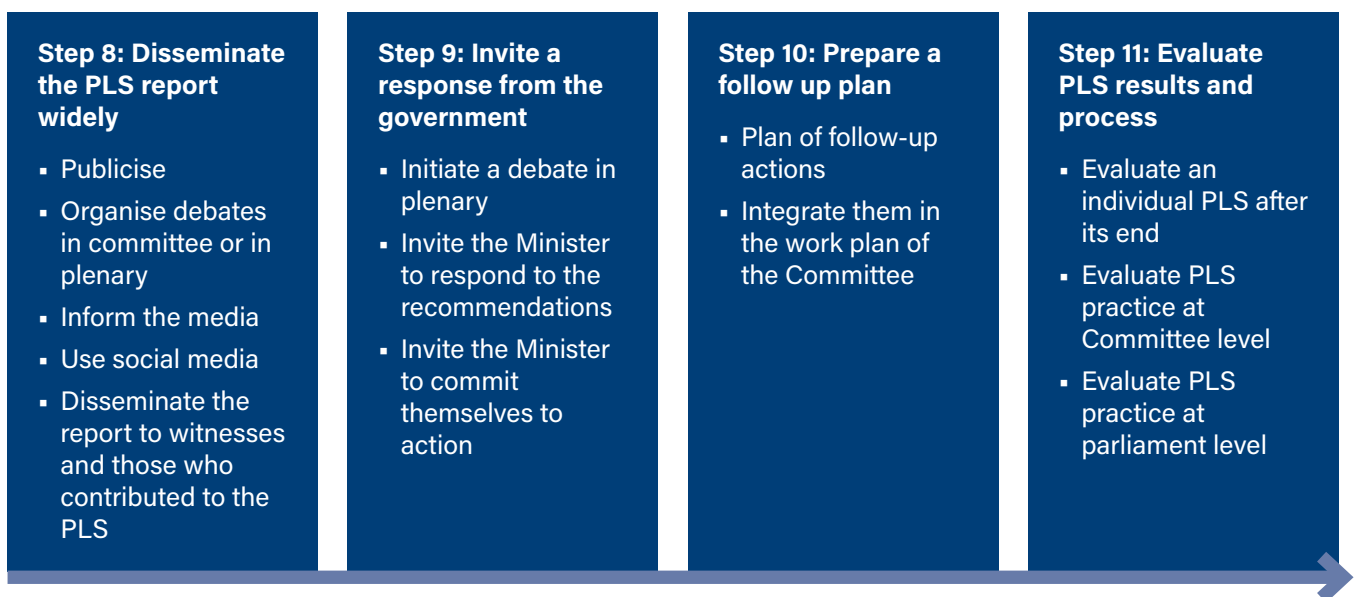 Step 8: Disseminate
the PLS report
widely
▪ Publicise
▪ Organise debates
in committee or in
plenary
▪ Inform the media
▪ Use social media
▪ Disseminate the
report to witnesses
and those who
contributed to the
PLS
Step 9: Invite a
response from the
government
▪ Initiate a debate in
plenary
▪ Invite the Minister
to respond to the
recommendations
▪ Invite the Minister
to commit
themselves to
action
Step 10: Prepare a
follow up plan
▪ Plan of follow-up
actions
▪ Integrate them in
the work plan of
the Committee
Step 11: Evaluate
PLS results and
process
▪ Evaluate an
individual PLS after
its end
▪ Evaluate PLS
practice at
Committee level
▪ Evaluate PLS
practice at
parliament level